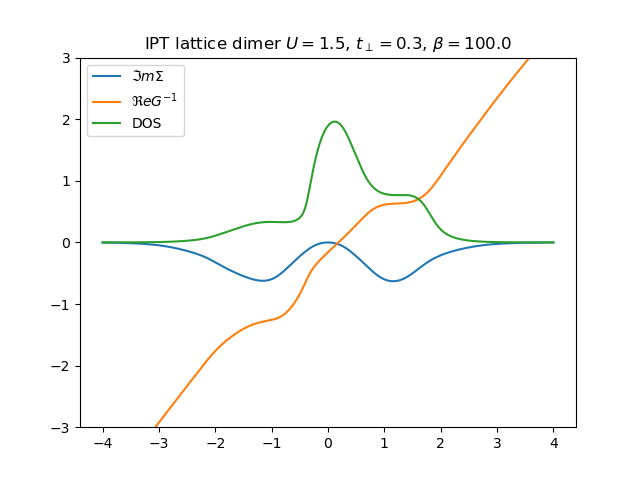 IPT lattice dimer U = 1.5, t⊥ = 0.3, β = 100.0
ℑmΣ
ℜeG⁻¹
DOS
3
2
1
0
−1
−2
−3
−4 −3 −2 −1 0 1 2 3 4